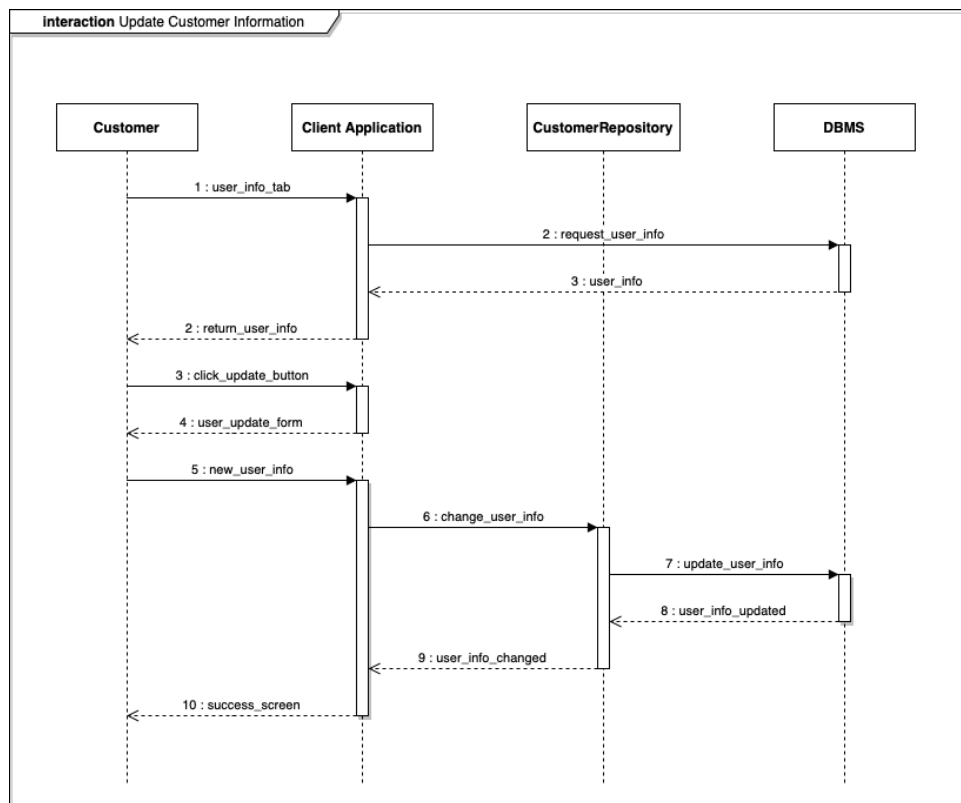 interaction Update Customer Information
Customer
Client Application
CustomerRepository
DBMS
1 : user_info_tab
2 : request_user_info
3 : user_info
2 : return_user_info
3 : click_update_button
4 : user_update_form
5 : new_user_info
6 : change_user_info
7 : update_user_info
8 : user_info_updated
9 : user_info_changed
10 : success_screen